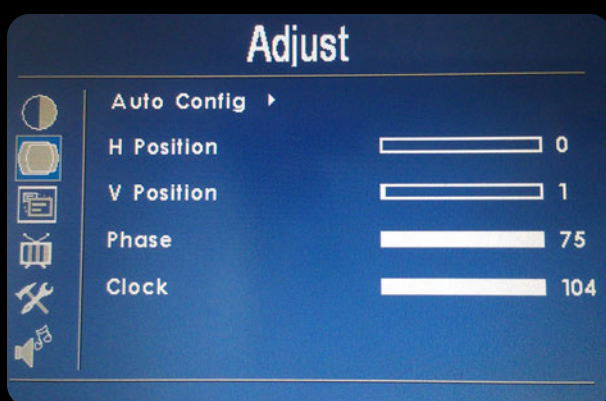 Adjust
Auto Config
H Position 0
V Position 1
Phase 75
Clock 104